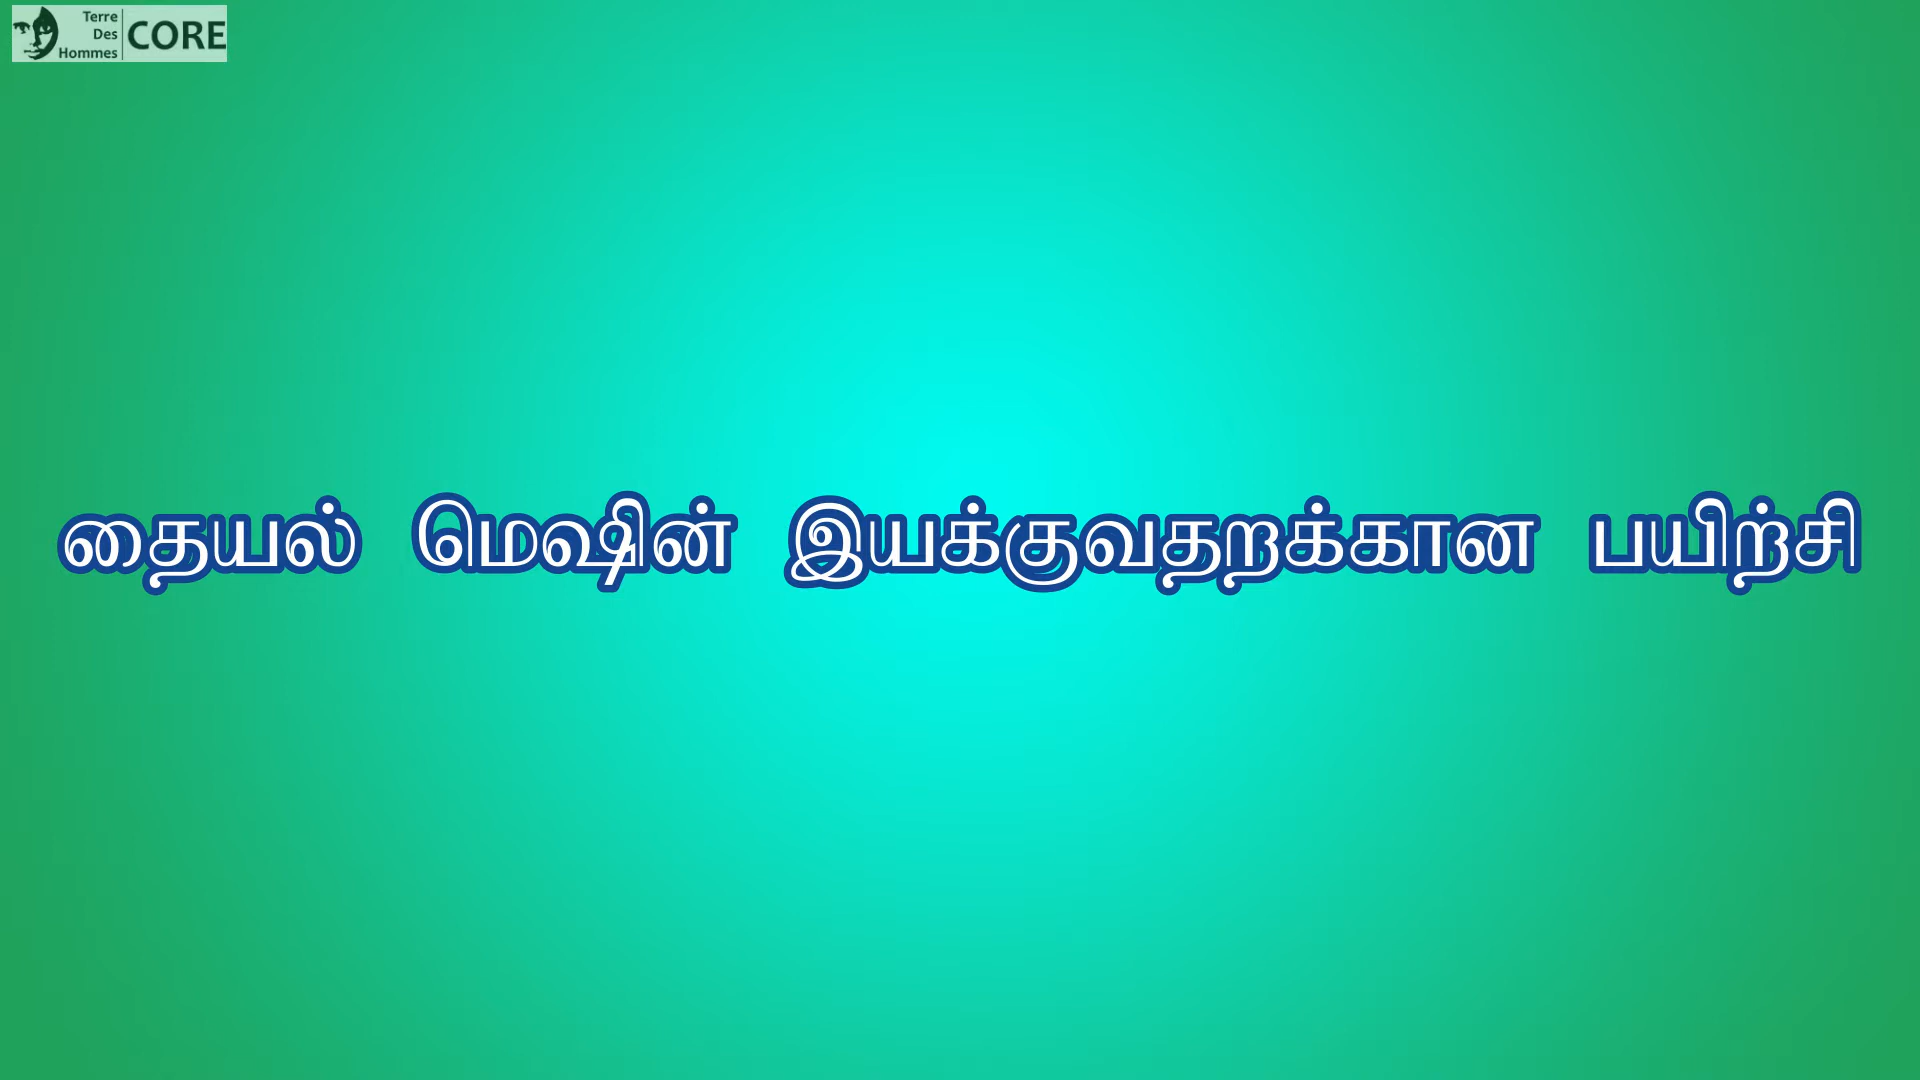 Terre
Des
Hommes
CORE
தையல் மெஷின் இயக்குவதறக்கான பயிற்சி